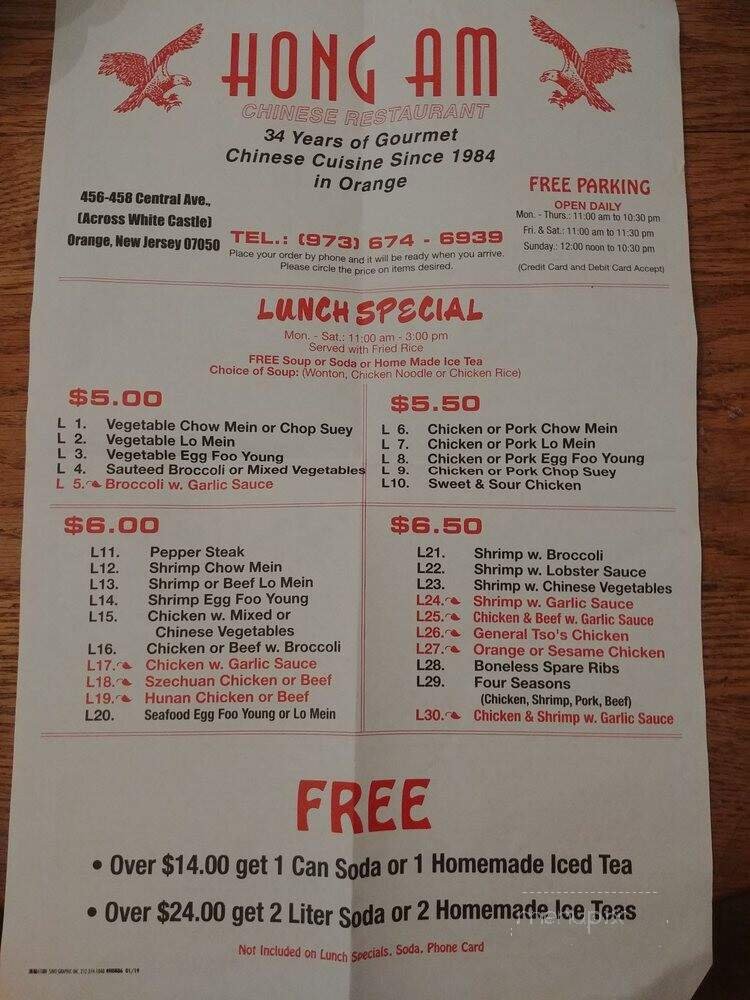 HONG AM
CHINESE RESTAURANT
34 Years of Gourmet
Chinese Cuisine Since 1984
in Orange
456-458 Central Ave.,
(Across White Castle)
Orange, New Jersey 07050
TEL.: (973) 674 - 6939
Place your order by phone and it will be ready when you arrive.
Please circle the price on items desired.
FREE PARKING
OPEN DAILY
Mon. - Thurs.: 11:00 am to 10:30 pm
Fri. & Sat.: 11:00 am to 11:30 pm
Sunday.: 12:00 noon to 10:30 pm
(Credit Card and Debit Card Accept)
LUNCH SPECIAL
Mon. - Sat.: 11:00 am - 3:00 pm
Served with Fried Rice
FREE Soup or Soda or Home Made Ice Tea
Choice of Soup: (Wonton, Chicken Noodle or Chicken Rice)
$5.00
L 1. Vegetable Chow Mein or Chop Suey
L 2. Vegetable Lo Mein
L 3. Vegetable Egg Foo Young
L 4. Sauteed Broccoli or Mixed Vegetables
L 5. Broccoli w. Garlic Sauce
$5.50
L 6. Chicken or Pork Chow Mein
L 7. Chicken or Pork Lo Mein
L 8. Chicken or Pork Egg Foo Young
L 9. Chicken or Pork Chop Suey
L10. Sweet & Sour Chicken
$6.00
L11. Pepper Steak
L12. Shrimp Chow Mein
L13. Shrimp or Beef Lo Mein
L14. Shrimp Egg Foo Young
L15. Chicken w. Mixed or
Chinese Vegetables
L16. Chicken or Beef w. Broccoli
L17. Chicken w. Garlic Sauce
L18. Szechuan Chicken or Beef
L19. Hunan Chicken or Beef
L20. Seafood Egg Foo Young or Lo Mein
$6.50
L21. Shrimp w. Broccoli
L22. Shrimp w. Lobster Sauce
L23. Shrimp w. Chinese Vegetables
L24. Shrimp w. Garlic Sauce
L25. Chicken & Beef w. Garlic Sauce
L26. General Tso's Chicken
L27. Orange or Sesame Chicken
L28. Boneless Spare Ribs
L29. Four Seasons
(Chicken, Shrimp, Pork, Beef)
L30. Chicken & Shrimp w. Garlic Sauce
FREE
• Over $14.00 get 1 Can Soda or 1 Homemade Iced Tea
• Over $24.00 get 2 Liter Soda or 2 Homemade Ice Teas
menupix
Not Included on Lunch Specials, Soda, Phone Card
01/19